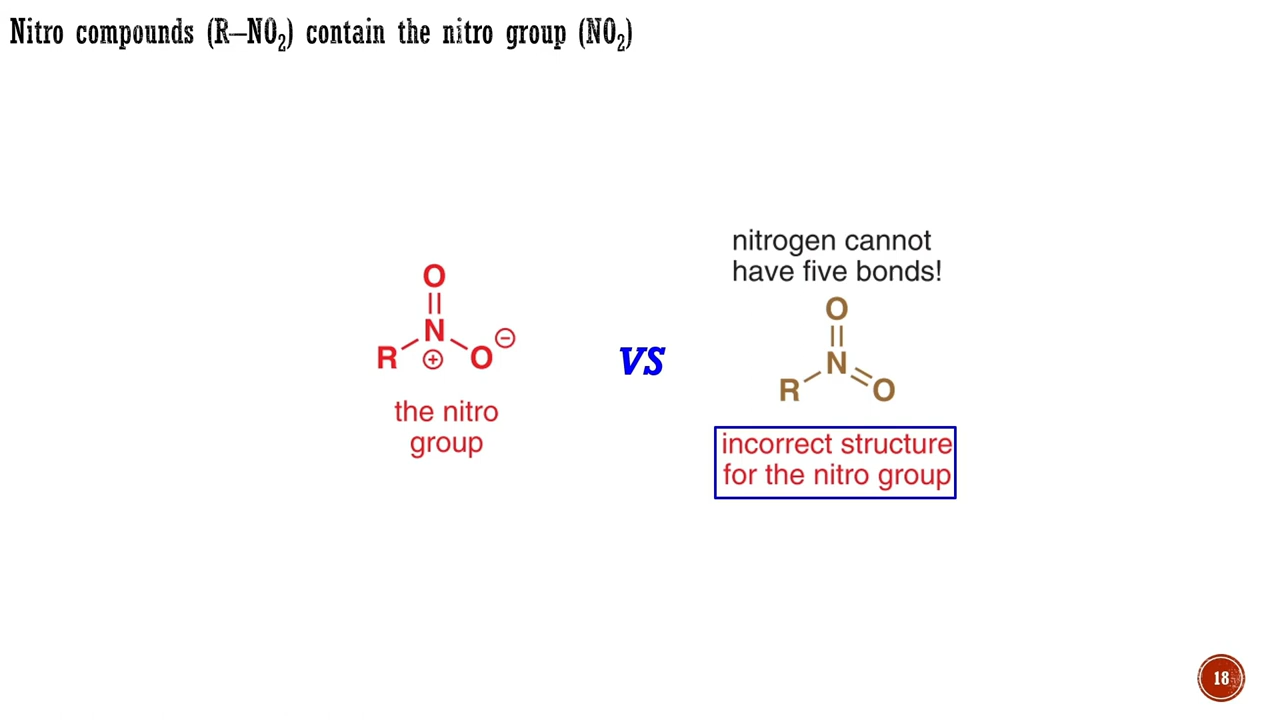 Nitro compounds (R–NO₂) contain the nitro group (NO₂)
nitrogen cannot
have five bonds!
O
N
R
⊕
O
⊖
the nitro
group
vs
O
N
R
O
incorrect structure
for the nitro group
18